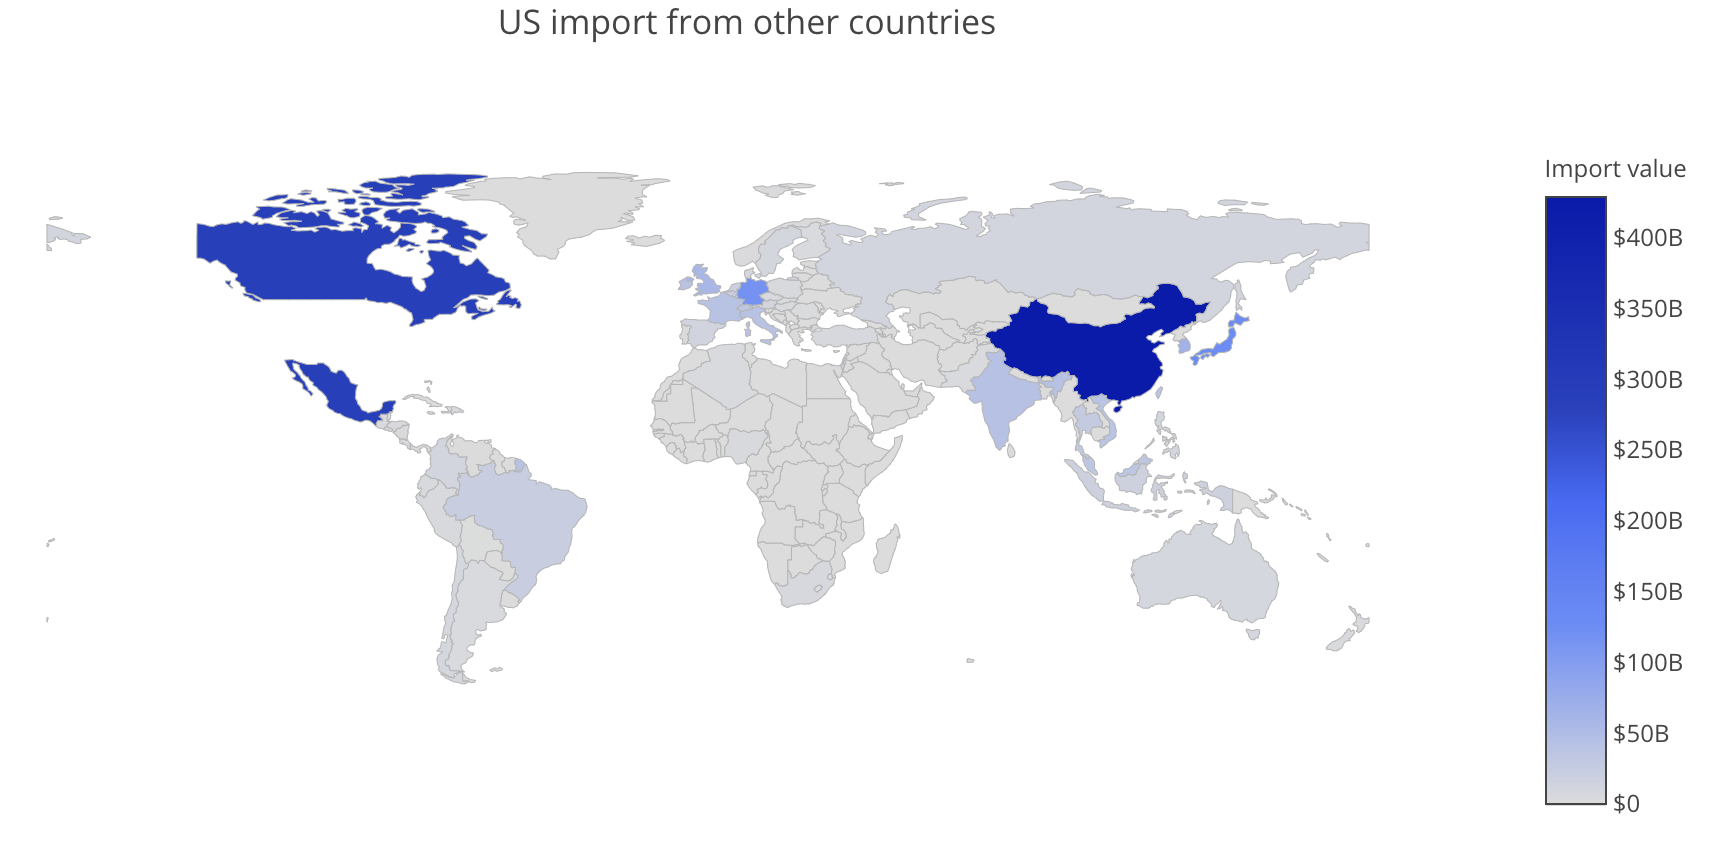 US import from other countries
Import value
$400B
$350B
$300B
$250B
$200B
$150B
$100B
$50B
$0